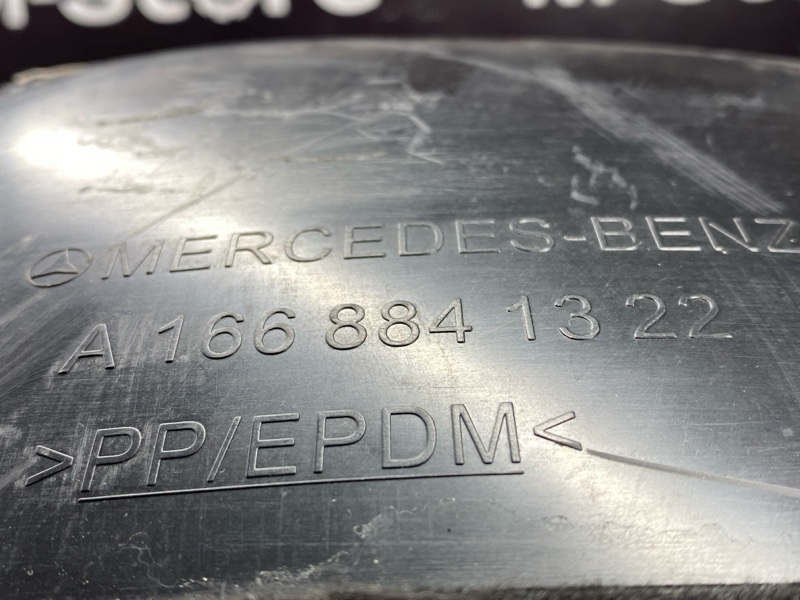 MERCEDES-BENZ
A 166 884 13 22
>PP/EPDM<